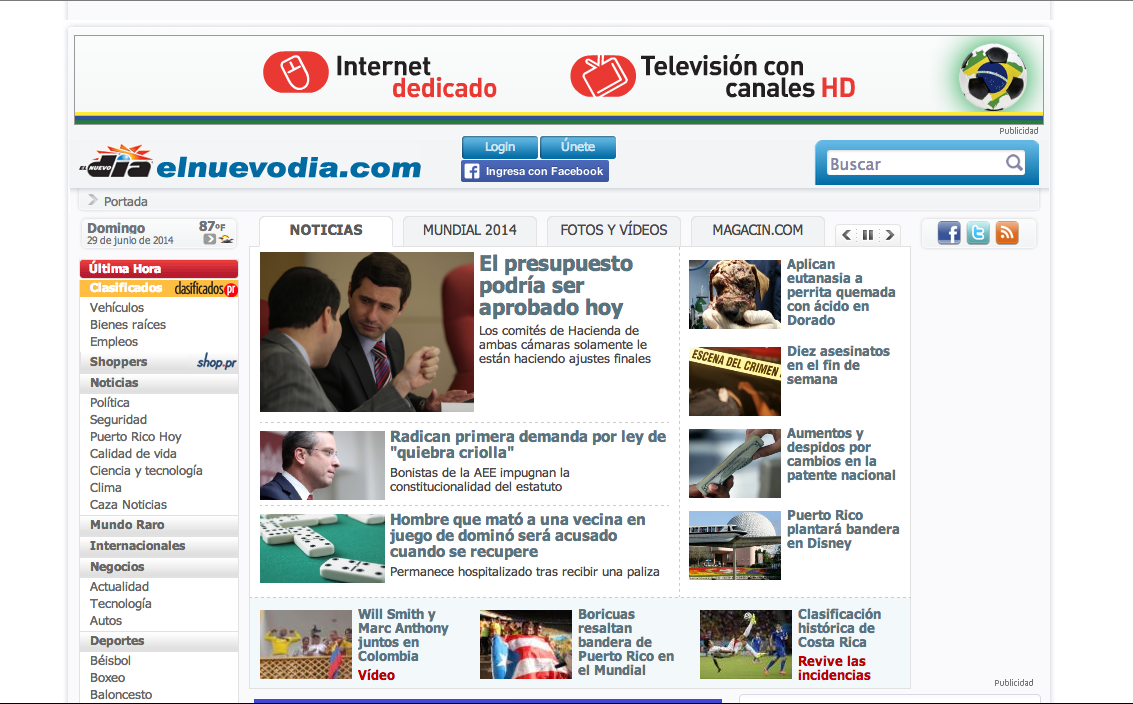 Internet
dedicado
Televisión con
canales HD
Publicidad
EL NUEVO
día
elnuevodia.com
Login
Únete
Ingresa con Facebook
Buscar
Portada
Domingo
29 de junio de 2014
87°F
NOTICIAS
MUNDIAL 2014
FOTOS Y VÍDEOS
MAGACIN.COM
Última Hora
Clasificados
clasificadospr
Vehículos
Bienes raíces
Empleos
Shoppers
shop.pr
Noticias
Política
Seguridad
Puerto Rico Hoy
Calidad de vida
Ciencia y tecnología
Clima
Caza Noticias
Mundo Raro
Internacionales
Negocios
Actualidad
Tecnología
Autos
Deportes
Béisbol
Boxeo
Baloncesto
El presupuesto
podría ser
aprobado hoy
Los comités de Hacienda de
ambas cámaras solamente le
están haciendo ajustes finales
Radican primera demanda por ley de
"quiebra criolla"
Bonistas de la AEE impugnan la
constitucionalidad del estatuto
Hombre que mató a una vecina en
juego de dominó será acusado
cuando se recupere
Permanece hospitalizado tras recibir una paliza
Aplican
eutanasia a
perrita quemada
con ácido en
Dorado
ESCENA DEL CRIMEN
Diez asesinatos
en el fin de
semana
Aumentos y
despidos por
cambios en la
patente nacional
Puerto Rico
plantará bandera
en Disney
Will Smith y
Marc Anthony
juntos en
Colombia
Vídeo
Boricuas
resaltan
bandera de
Puerto Rico en
el Mundial
Clasificación
histórica de
Costa Rica
Revive las
incidencias
Publicidad